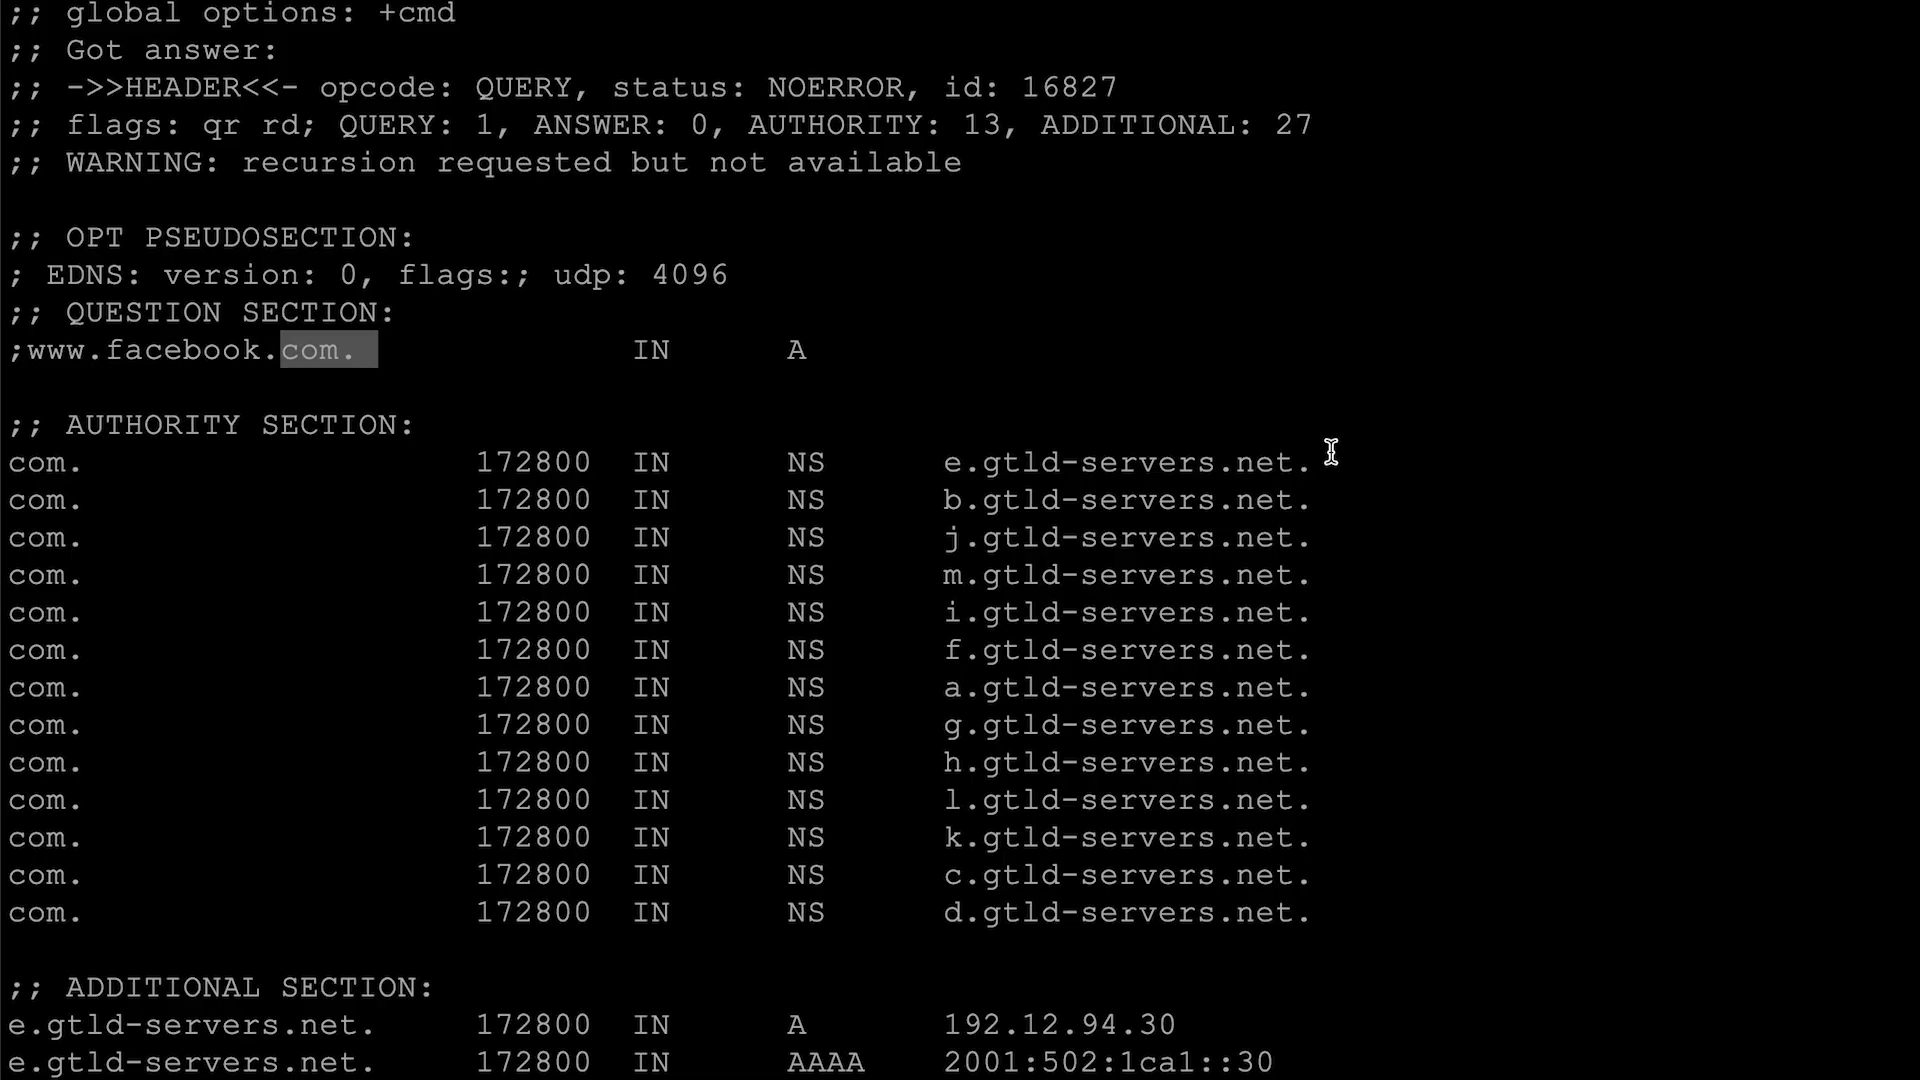 ;; global options: +cmd
;; Got answer:
;; ->>HEADER<<- opcode: QUERY, status: NOERROR, id: 16827
;; flags: qr rd; QUERY: 1, ANSWER: 0, AUTHORITY: 13, ADDITIONAL: 27
;; WARNING: recursion requested but not available

;; OPT PSEUDOSECTION:
; EDNS: version: 0, flags:; udp: 4096
;; QUESTION SECTION:
;www.facebook.com. IN A

;; AUTHORITY SECTION:
com. 172800 IN NS e.gtld-servers.net.
com. 172800 IN NS b.gtld-servers.net.
com. 172800 IN NS j.gtld-servers.net.
com. 172800 IN NS m.gtld-servers.net.
com. 172800 IN NS i.gtld-servers.net.
com. 172800 IN NS f.gtld-servers.net.
com. 172800 IN NS a.gtld-servers.net.
com. 172800 IN NS g.gtld-servers.net.
com. 172800 IN NS h.gtld-servers.net.
com. 172800 IN NS l.gtld-servers.net.
com. 172800 IN NS k.gtld-servers.net.
com. 172800 IN NS c.gtld-servers.net.
com. 172800 IN NS d.gtld-servers.net.

;; ADDITIONAL SECTION:
e.gtld-servers.net. 172800 IN A 192.12.94.30
e.gtld-servers.net. 172800 IN AAAA 2001:502:1ca1::30